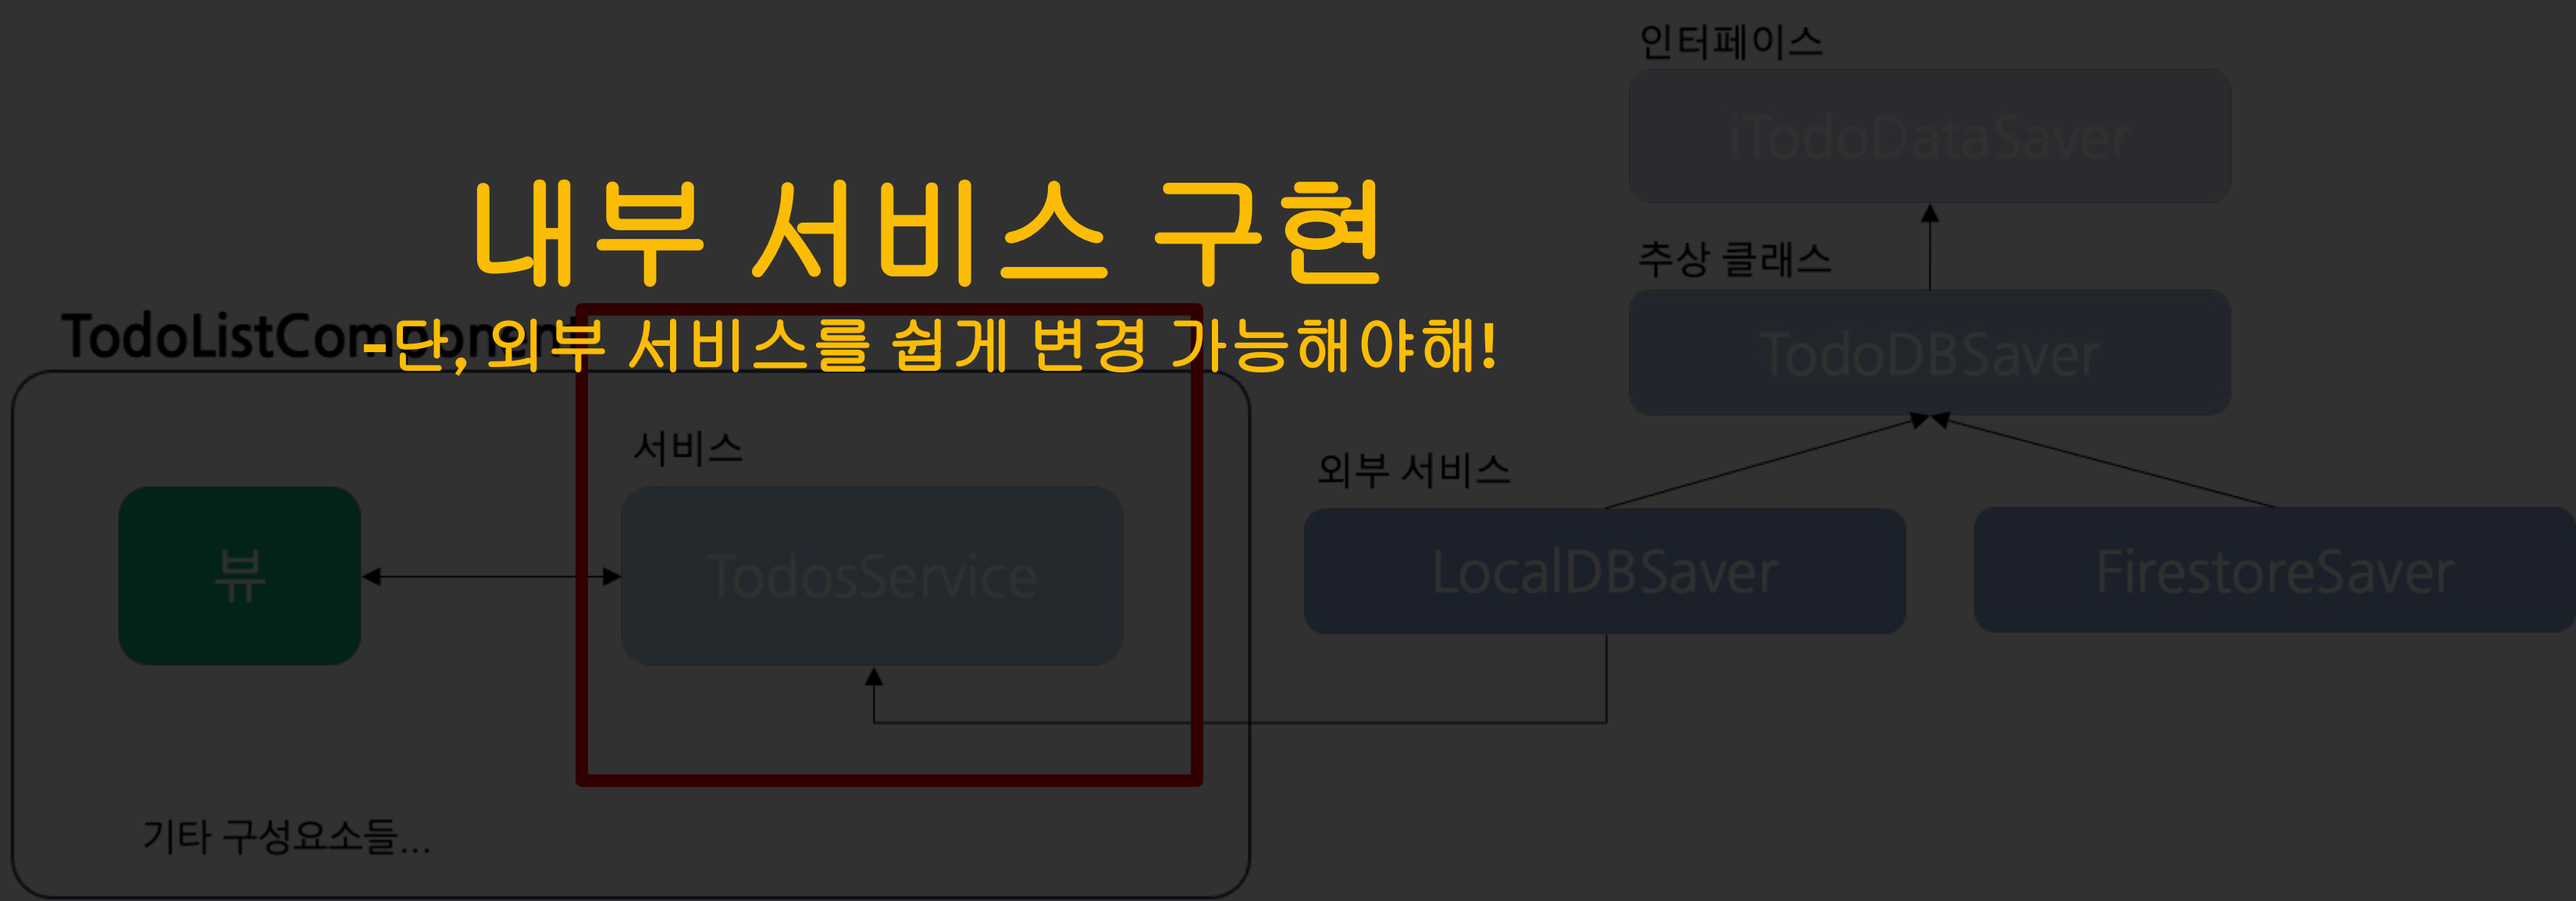 인터페이스
iTodoDataSaver
내부 서비스 구현
추상 클래스
TodoDBSaver
TodoListComponent
-단, 외부 서비스를 쉽게 변경 가능해야해!
서비스
외부 서비스
뷰
TodosService
LocalDBSaver
FirestoreSaver
기타 구성요소들...